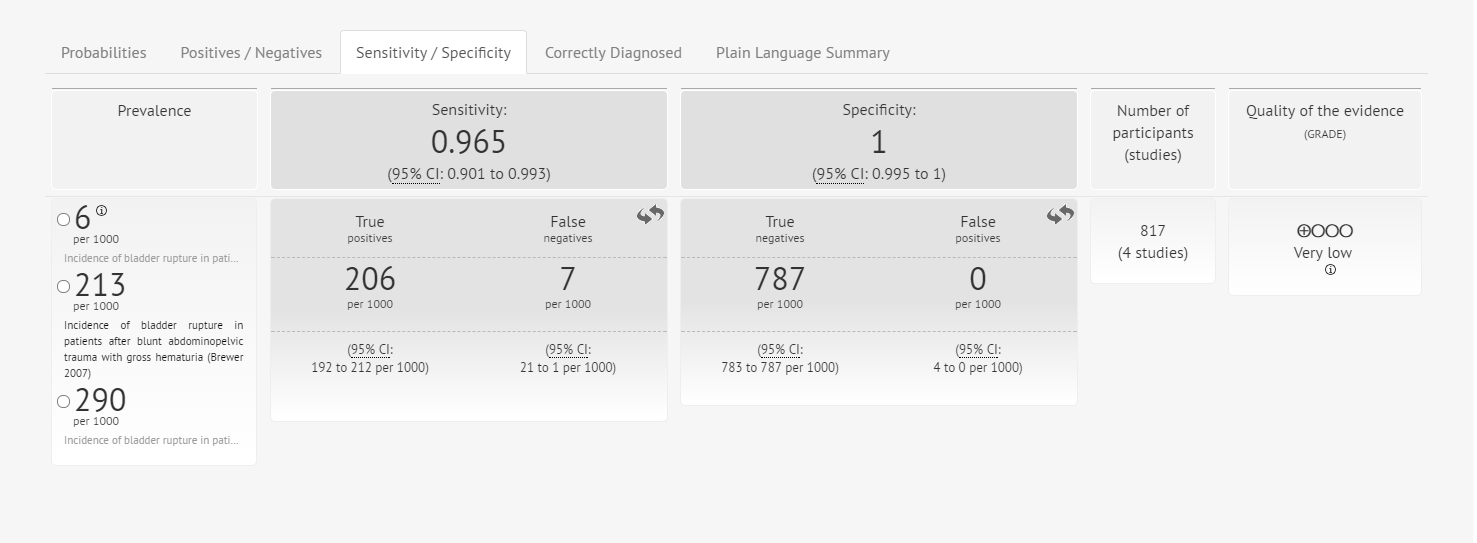 Probabilities
Positives / Negatives
Sensitivity / Specificity
Correctly Diagnosed
Plain Language Summary
Prevalence
Sensitivity:
0.965
(95% CI: 0.901 to 0.993)
Specificity:
1
(95% CI: 0.995 to 1)
Number of
participants
(studies)
Quality of the evidence
(GRADE)
6
per 1000
Incidence of bladder rupture in pati...
213
per 1000
Incidence of bladder rupture in
patients after blunt abdominopelvic
trauma with gross hematuria (Brewer
2007)
290
per 1000
Incidence of bladder rupture in pati...
True
positives
False
negatives
206
per 1000
7
per 1000
(95% CI:
192 to 212 per 1000)
(95% CI:
21 to 1 per 1000)
True
negatives
False
positives
787
per 1000
0
per 1000
(95% CI:
783 to 787 per 1000)
(95% CI:
4 to 0 per 1000)
817
(4 studies)
⊕○○○
Very low